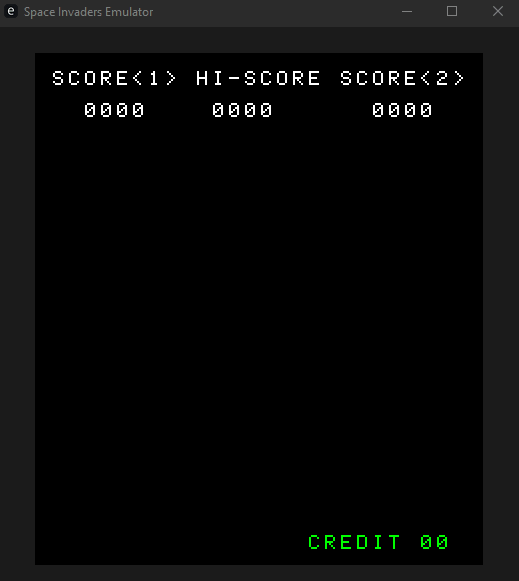 e Space Invaders Emulator
SCORE<1> HI-SCORE SCORE<2>
0000 0000 0000
CREDIT 00